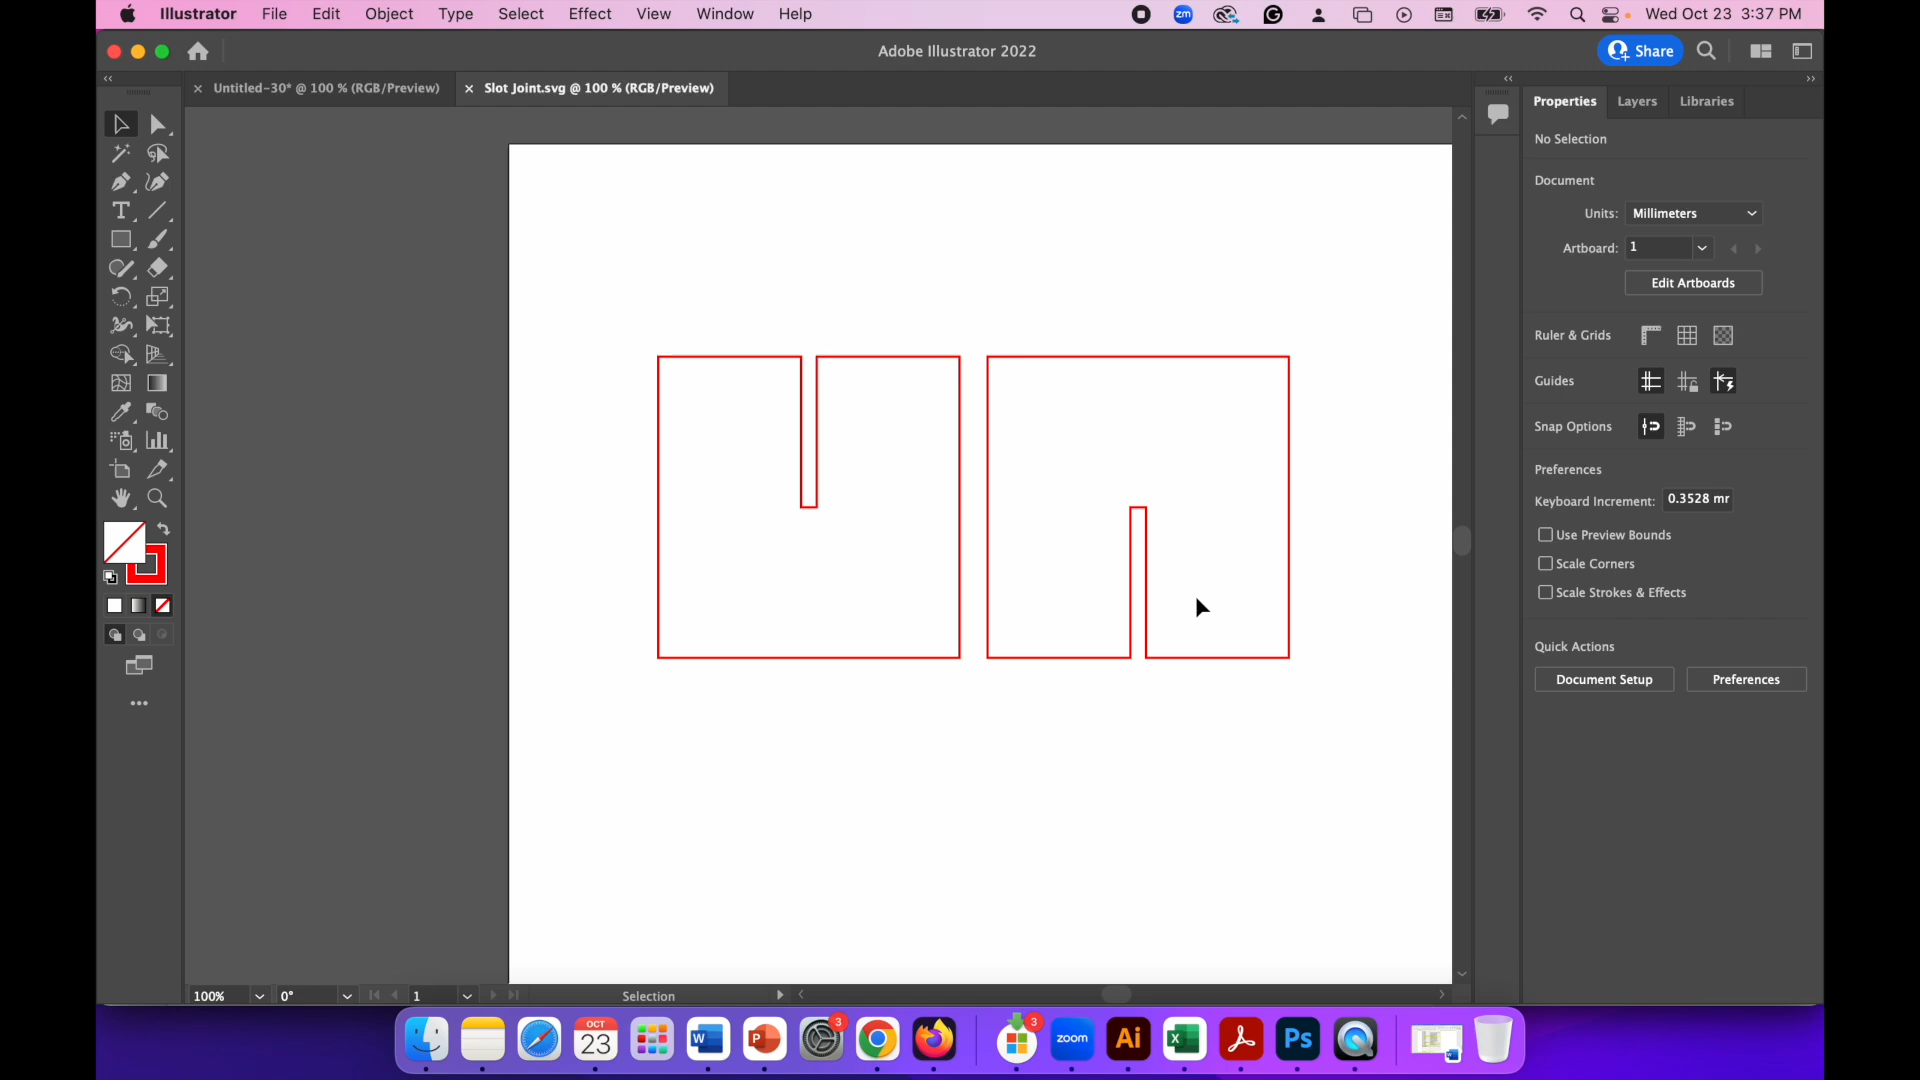 Illustrator File Edit Object Type Select Effect View Window Help zm Wed Oct 23 3:37 PM
Adobe Illustrator 2022
Share
Untitled-30* @ 100 % (RGB/Preview)
Slot Joint.svg @ 100 % (RGB/Preview)
Properties Layers Libraries
No Selection
Document
Units: Millimeters
Artboard: 1
Edit Artboards
Ruler & Grids
Guides
Snap Options
Preferences
Keyboard Increment: 0.3528 mr
Use Preview Bounds
Scale Corners
Scale Strokes & Effects
Quick Actions
Document Setup Preferences
100% 0° 1 Selection
OCT
23
W
P
3
3
zoom
Ai
X
Ps